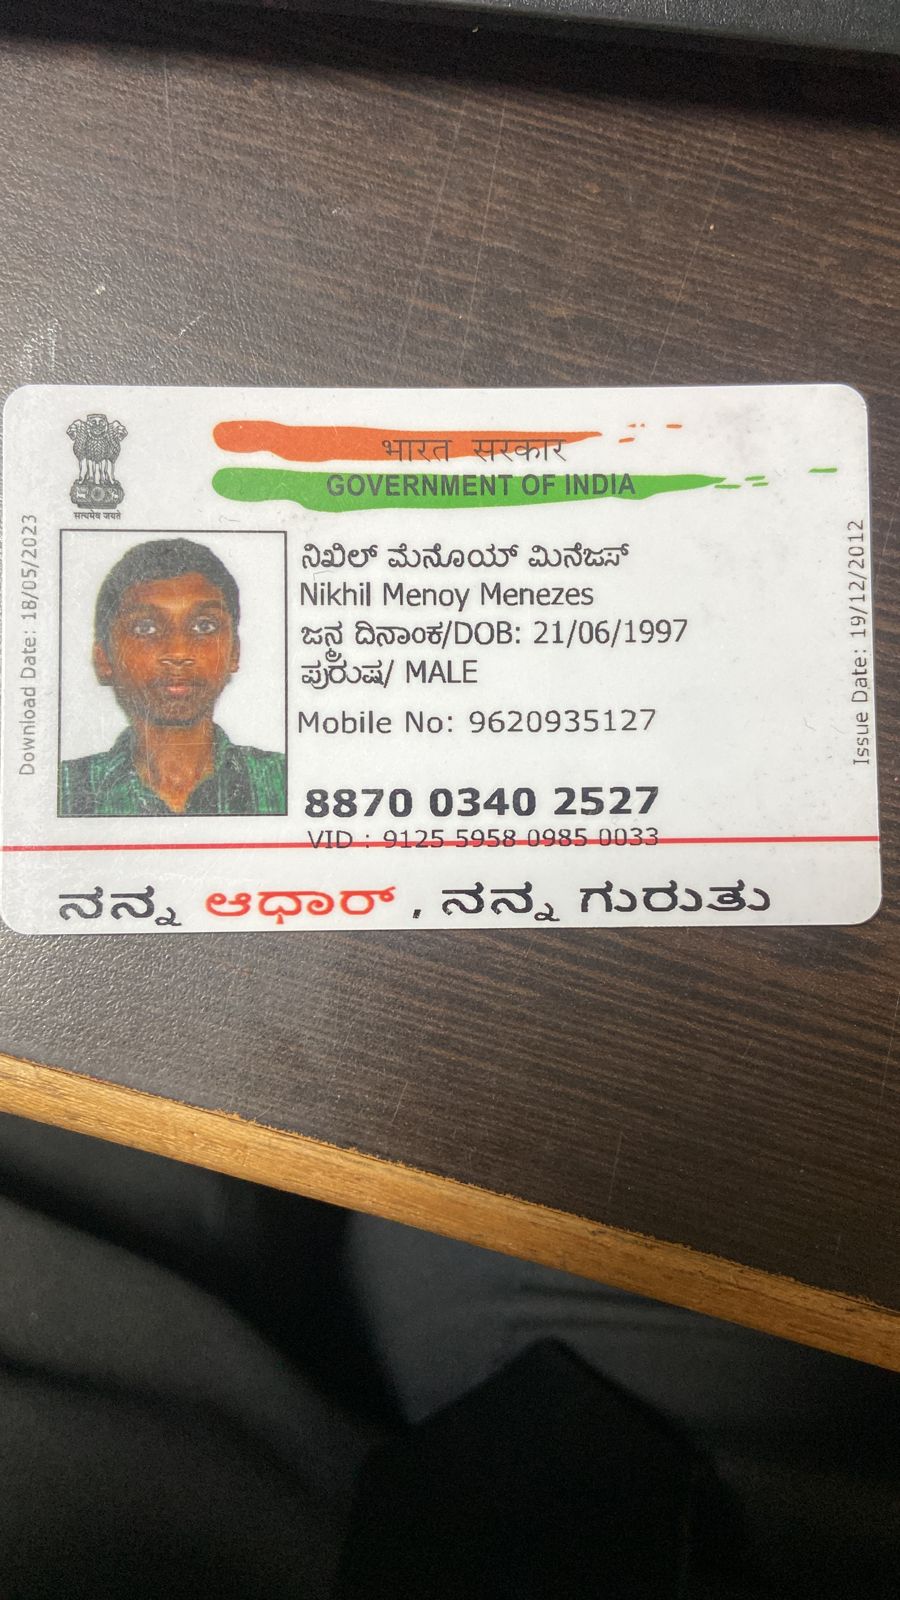 सत्यमेव जयते
भारत सरकार
GOVERNMENT OF INDIA
Download Date: 18/05/2023
ನಿಖಿಲ್ ಮೆನೊಯ್ ಮಿನೆಜಸ್
Nikhil Menoy Menezes
ಜನ್ಮ ದಿನಾಂಕ/DOB: 21/06/1997
ಪುರುಷ/ MALE
Mobile No: 9620935127
Issue Date: 19/12/2012
8870 0340 2527
VID : 9125 5958 0985 0033
ನನ್ನ ಆಧಾರ್ , ನನ್ನ ಗುರುತು